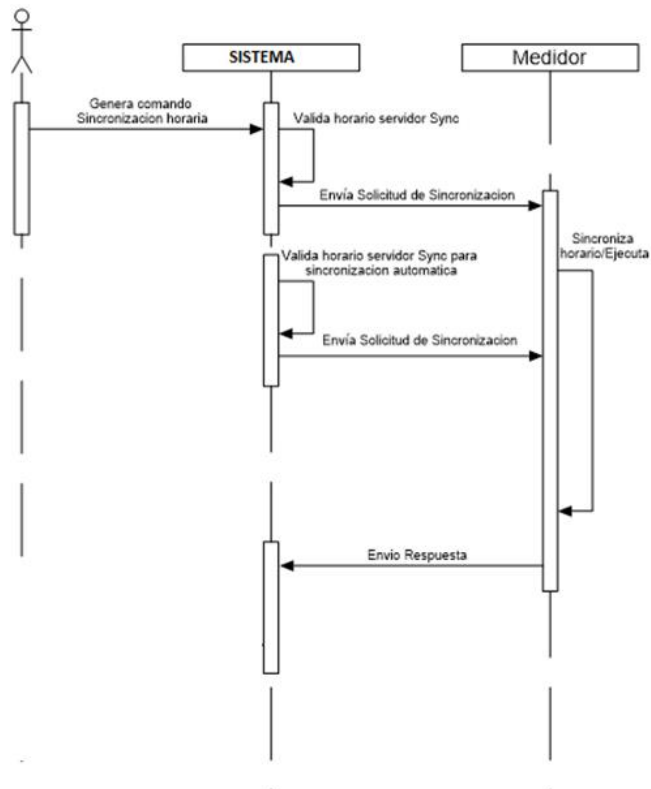 SISTEMA
Medidor
Genera comando
Sincronizacion horaria
Valida horario servidor Sync
Envía Solicitud de Sincronizacion
Sincroniza
horario/Ejecuta
Valida horario servidor Sync para
sincronizacion automatica
Envía Solicitud de Sincronizacion
Envio Respuesta